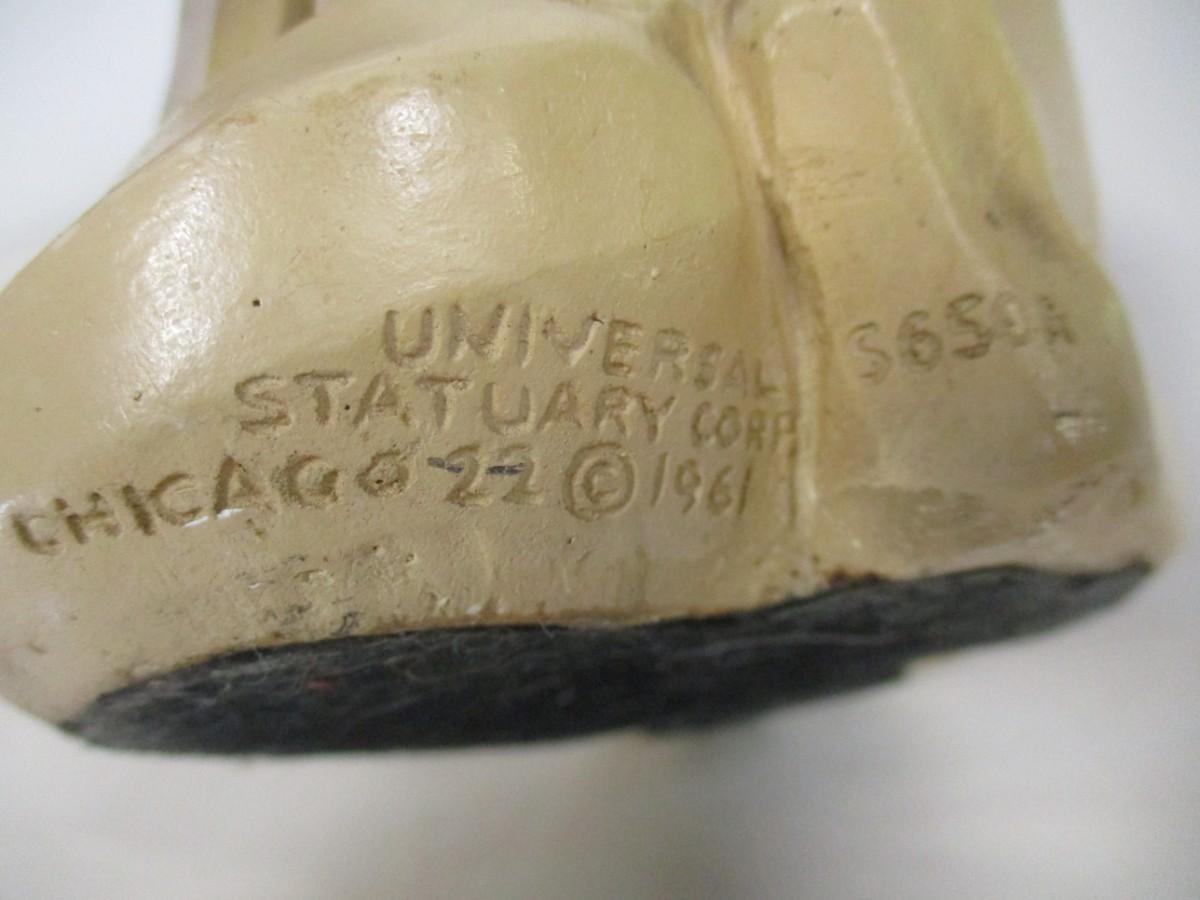 UNIVERSAL
STATUARY CORP.
CHICAGO 22 © 1961
S650A